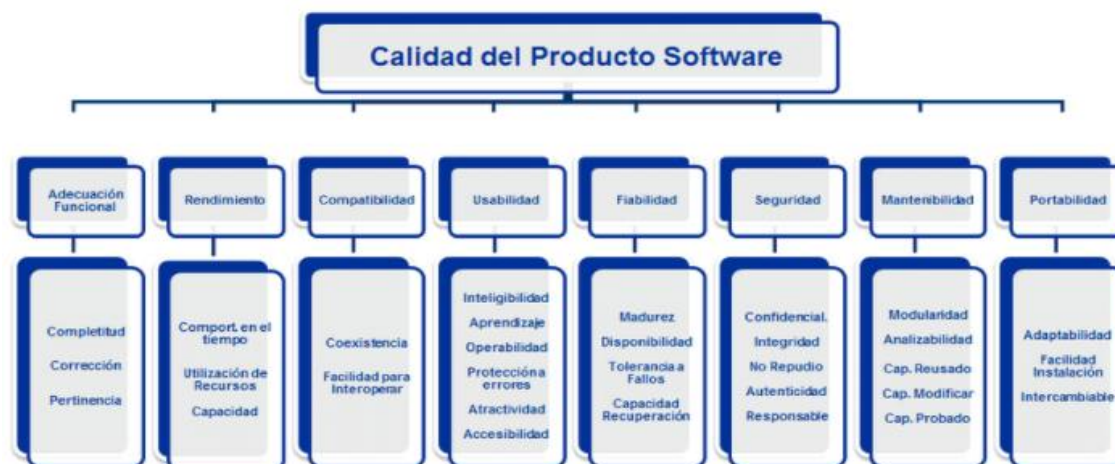 Calidad del Producto Software
Adecuación
Funcional
Rendimiento
Compatibilidad
Usabilidad
Fiabilidad
Seguridad
Mantenibilidad
Portabilidad
Completitud
Corrección
Pertinencia
Comport. en el
tiempo
Utilización de
Recursos
Capacidad
Coexistencia
Facilidad para
Interoperar
Inteligibilidad
Aprendizaje
Operabilidad
Protección a
errores
Atractividad
Accesibilidad
Madurez
Disponibilidad
Tolerancia a
Fallos
Capacidad
Recuperación
Confidencial.
Integridad
No Repudio
Autenticidad
Responsable
Modularidad
Analizabilidad
Cap. Reusado
Cap. Modificar
Cap. Probado
Adaptabilidad
Facilidad
Instalación
Intercambiable